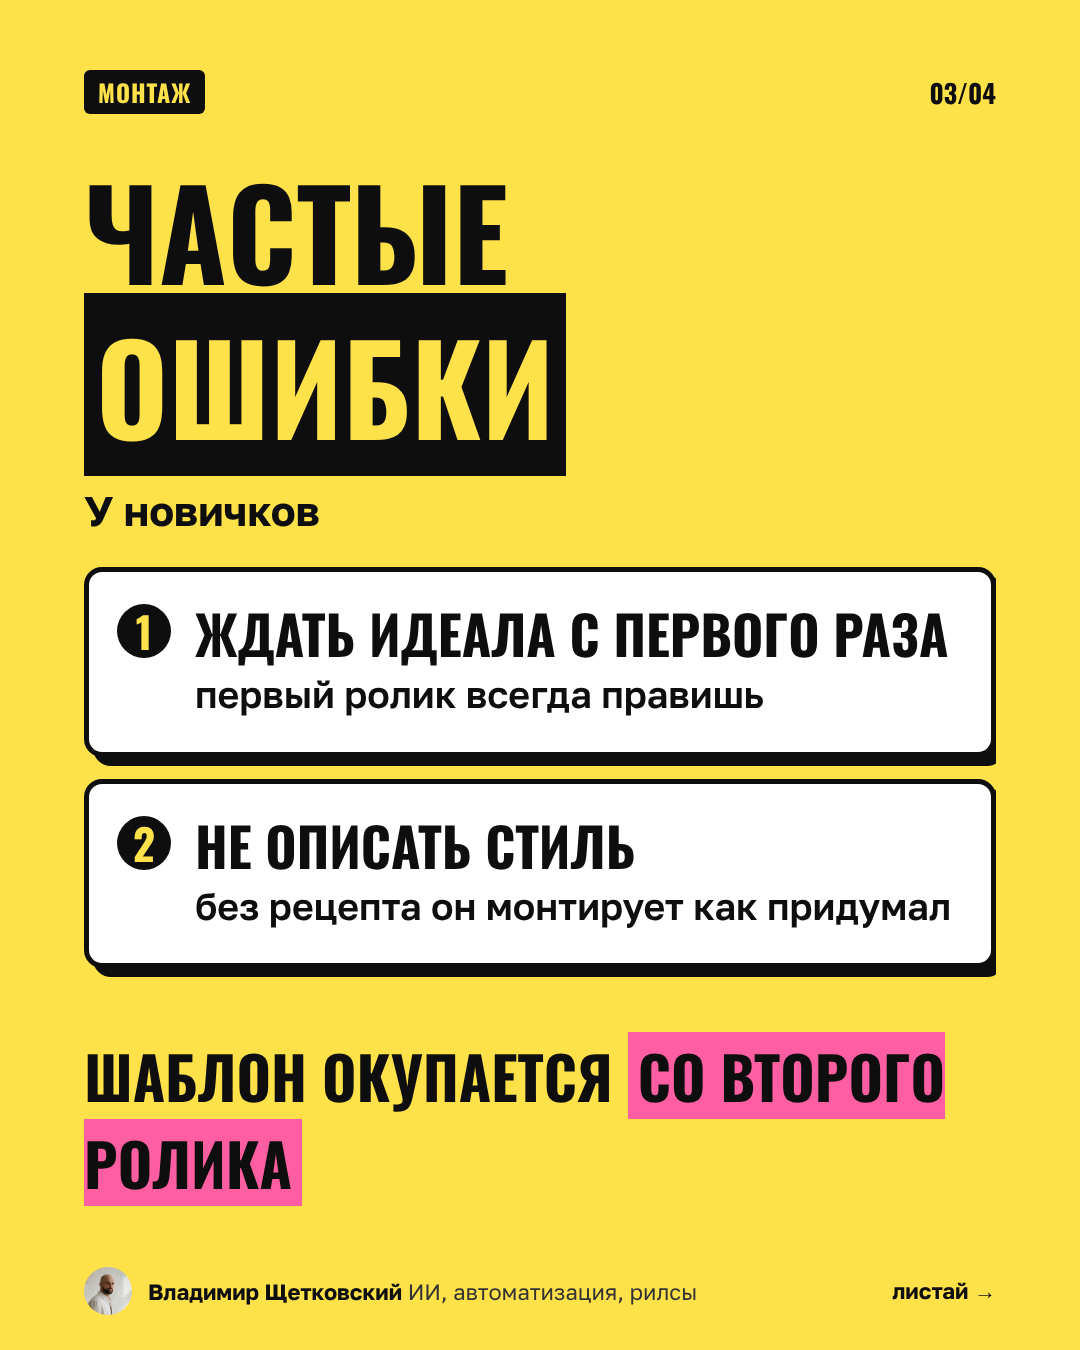 МОНТАЖ
03/04
ЧАСТЫЕ
ОШИБКИ
У новичков
1 ЖДАТЬ ИДЕАЛА С ПЕРВОГО РАЗА
первый ролик всегда правишь
2 НЕ ОПИСАТЬ СТИЛЬ
без рецепта он монтирует как придумал
ШАБЛОН ОКУПАЕТСЯ СО ВТОРОГО
РОЛИКА
Владимир Щетковский ИИ, автоматизация, рилсы
листай →